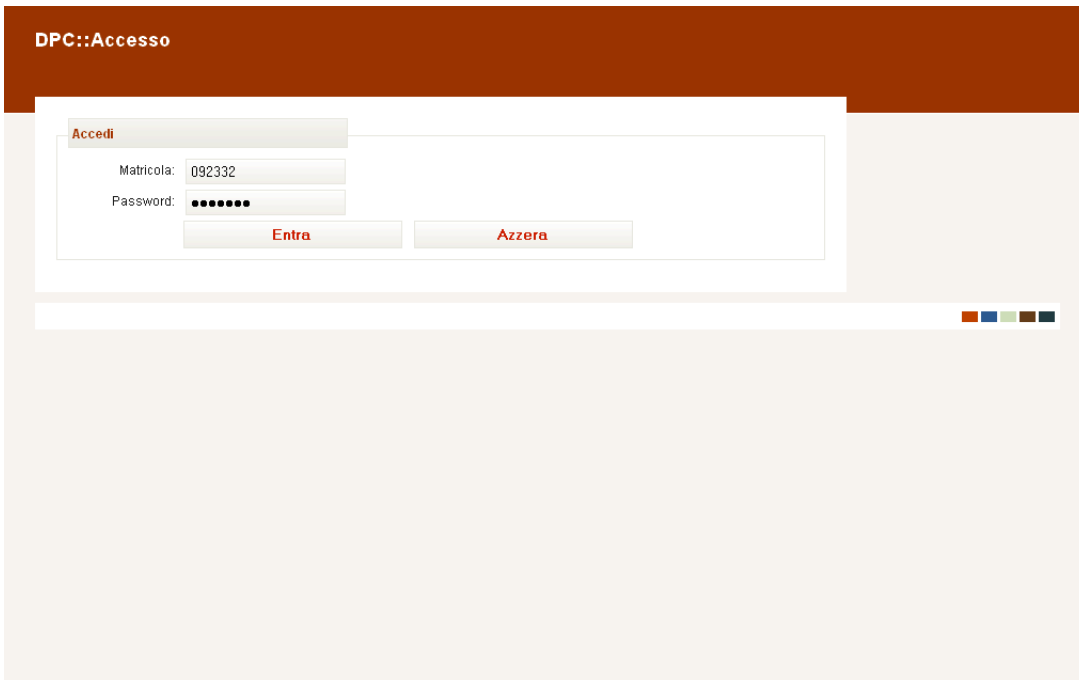 DPC::Accesso
Accedi
Matricola: 092332
Password: •••••••
Entra Azzera